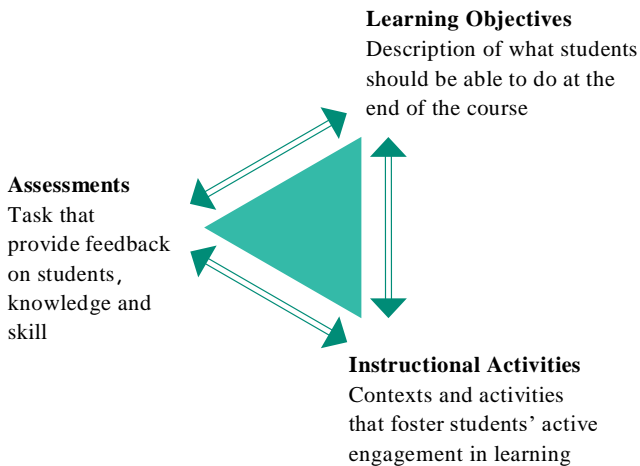 Learning Objectives
Description of what students
should be able to do at the
end of the course
Assessments
Task that
provide feedback
on students,
knowledge and
skill
Instructional Activities
Contexts and activities
that foster students’ active
engagement in learning